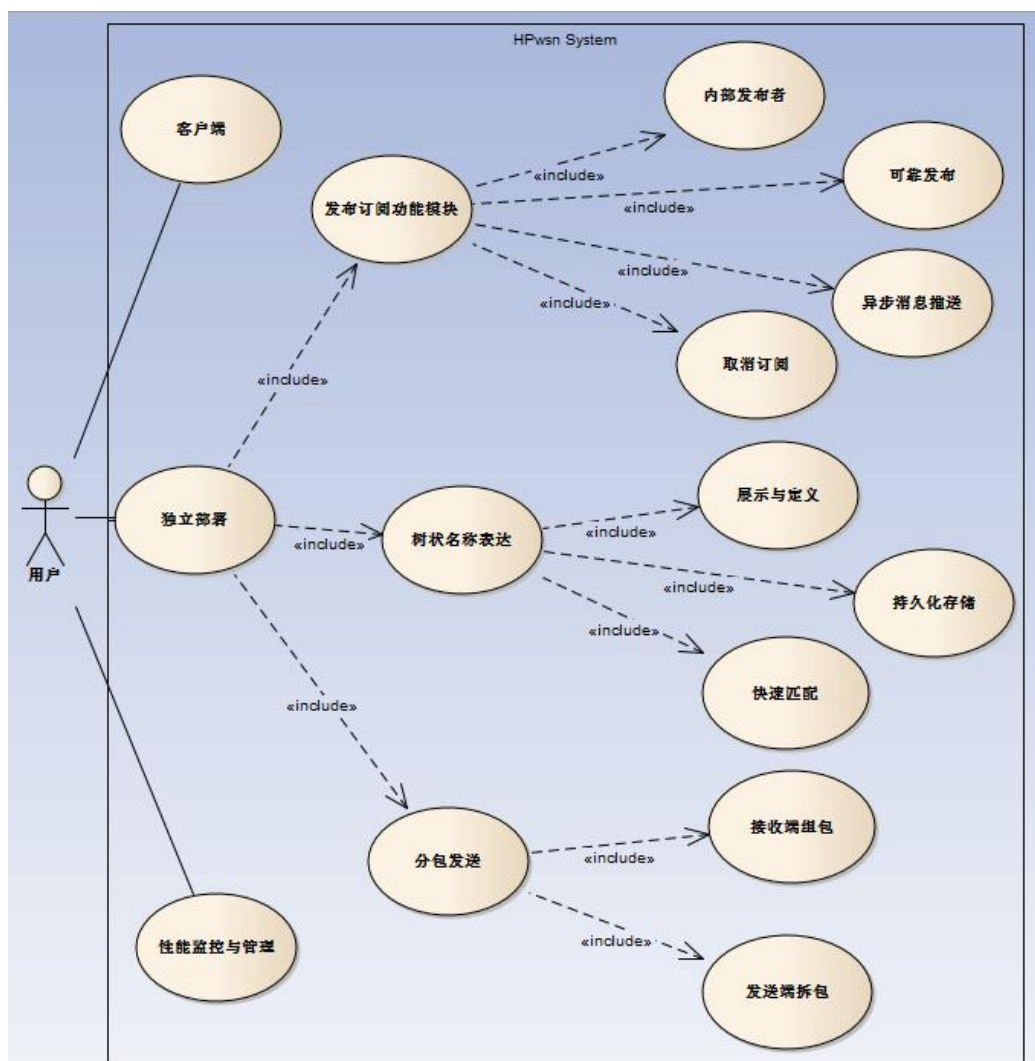 HPwsn System
内部发布者
客户端
可靠发布
«include»
发布订阅功能模块
«include»
«include»
异步消息推送
«include»
取消订阅
«include»
展示与定义
«include»
独立部署
«include»
树状名称表达
用户
«include»
持久化存储
«include»
快速匹配
«include»
接收端组包
«include»
分包发送
«include»
性能监控与管理
发送端拆包